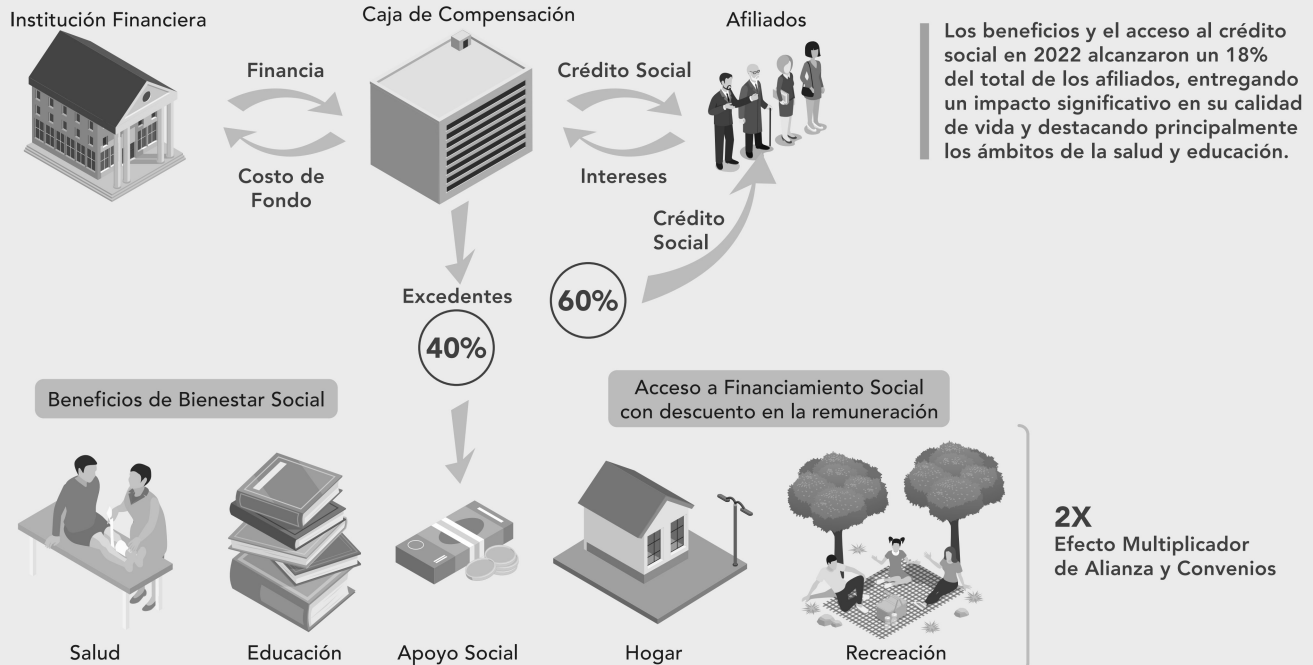 Institución Financiera
Caja de Compensación
Afiliados
Financia
Costo de
Fondo
Crédito Social
Intereses
Los beneficios y el acceso al crédito
social en 2022 alcanzaron un 18%
del total de los afiliados, entregando
un impacto significativo en su calidad
de vida y destacando principalmente
los ámbitos de la salud y educación.
Crédito
Social
Excedentes
60%
40%
Beneficios de Bienestar Social
Acceso a Financiamiento Social
con descuento en la remuneración
2X
Efecto Multiplicador
de Alianza y Convenios
Salud
Educación
Apoyo Social
Hogar
Recreación